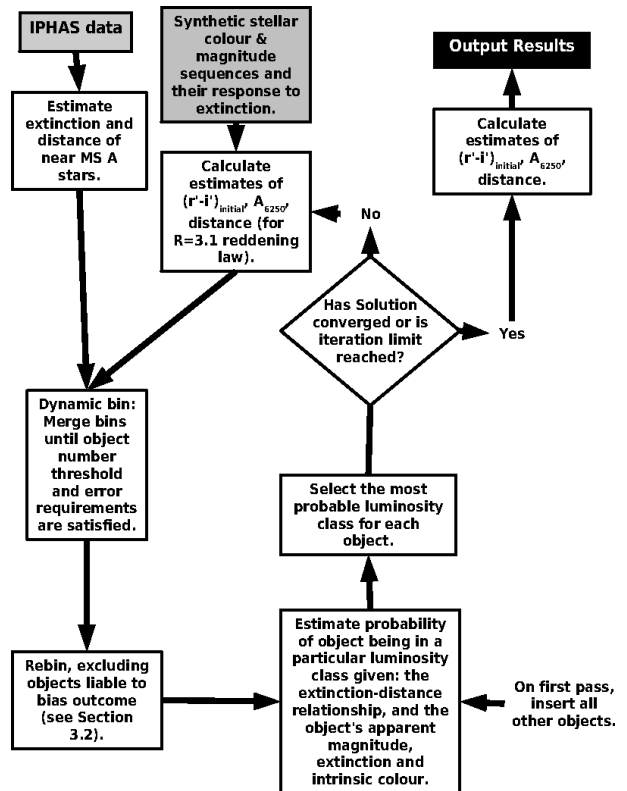 IPHAS data
Synthetic stellar
colour &
magnitude
sequences and
their response to
extinction.
Output Results
Estimate
extinction and
distance of
near MS A
stars.
Calculate
estimates of
(r'-i')initial, A6250,
distance (for
R=3.1 reddening
law).
No
Calculate
estimates of
(r'-i')initial, A6250,
distance.
Has Solution
converged or is
iteration limit
reached?
Yes
Dynamic bin:
Merge bins
until object
number
threshold
and error
requirements
are satisfied.
Select the most
probable luminosity
class for each
object.
Rebin, excluding
objects liable to
bias outcome
(see Section
3.2).
Estimate probability
of object being in a
particular luminosity
class given: the
extinction-distance
relationship, and the
object's apparent
magnitude,
extinction and
intrinsic colour.
On first pass,
insert all
other objects.